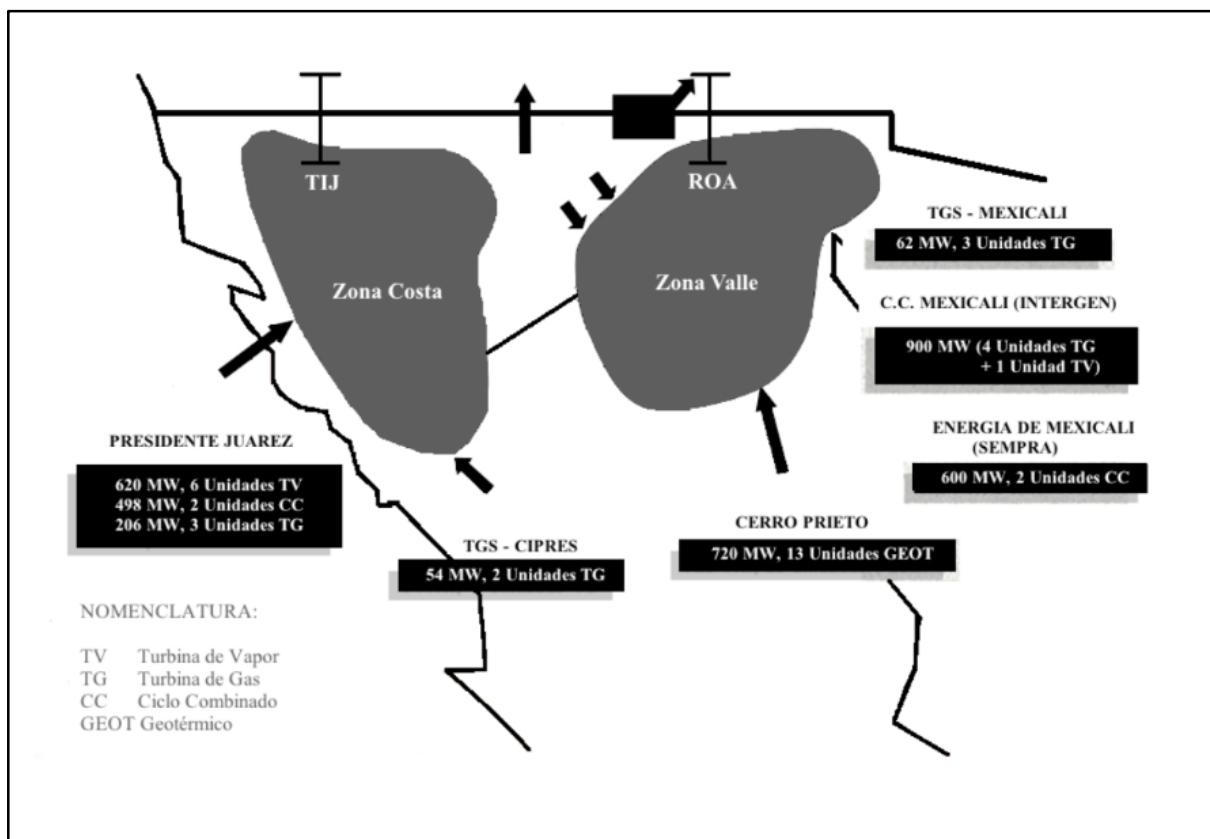 TIJ
ROA
Zona Costa
Zona Valle
TGS - MEXICALI
62 MW, 3 Unidades TG
C.C. MEXICALI (INTERGEN)
900 MW (4 Unidades TG
+ 1 Unidad TV)
ENERGIA DE MEXICALI
(SEMPRA)
600 MW, 2 Unidades CC
PRESIDENTE JUAREZ
620 MW, 6 Unidades TV
498 MW, 2 Unidades CC
206 MW, 3 Unidades TG
TGS - CIPRES
54 MW, 2 Unidades TG
CERRO PRIETO
720 MW, 13 Unidades GEOT
NOMENCLATURA:
TV Turbina de Vapor
TG Turbina de Gas
CC Ciclo Combinado
GEOT Geotérmico